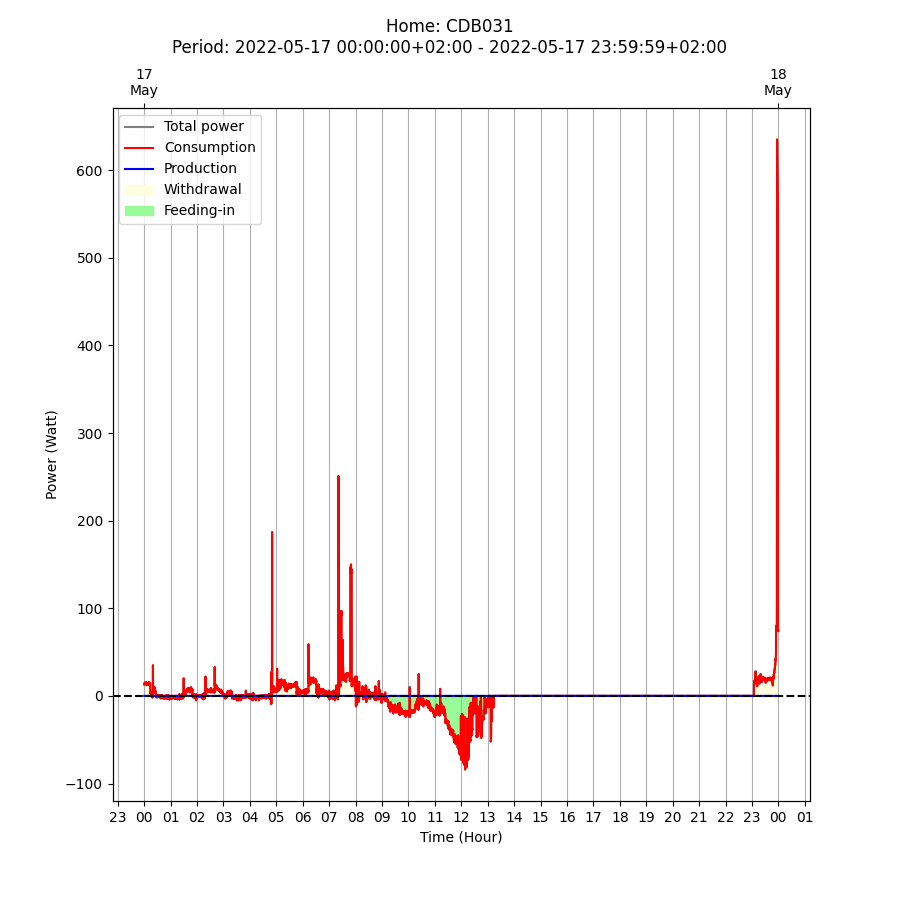 Home: CDB031
Period: 2022-05-17 00:00:00+02:00 - 2022-05-17 23:59:59+02:00
17 18
May May
Total power
Consumption
Production
Withdrawal
Feeding-in
600
500
400
300
200
100
0
−100
Power (Watt)
23 00 01 02 03 04 05 06 07 08 09 10 11 12 13 14 15 16 17 18 19 20 21 22 23 00 01
Time (Hour)